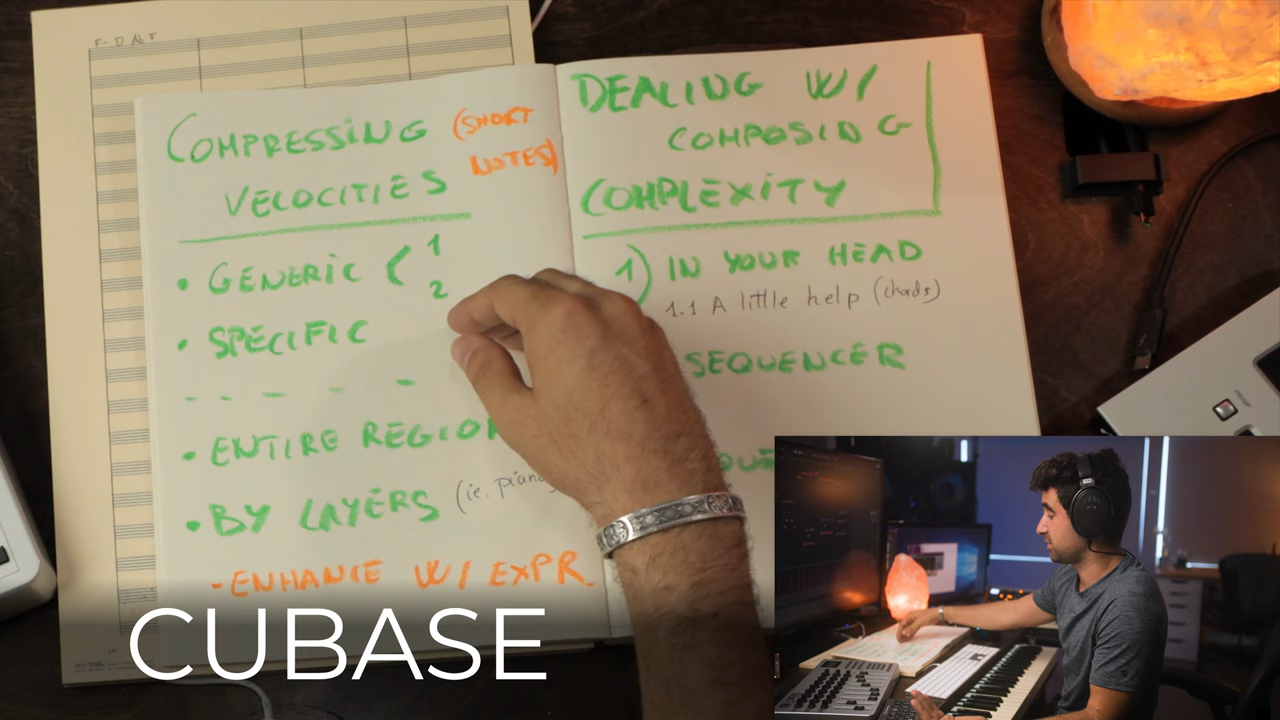 COMPRESSING (SHORT
NOTES)
VELOCITIES
• GENERIC < 1
2
• SPECIFIC
- - - -
• ENTIRE REGION
• BY LAYERS (ie. piano
- ENHANCE W/ EXPR.
DEALING W/
COMPOSING
COMPLEXITY
1) IN YOUR HEAD
1.1 A little help (chords)
SEQUENCER
CUBASE